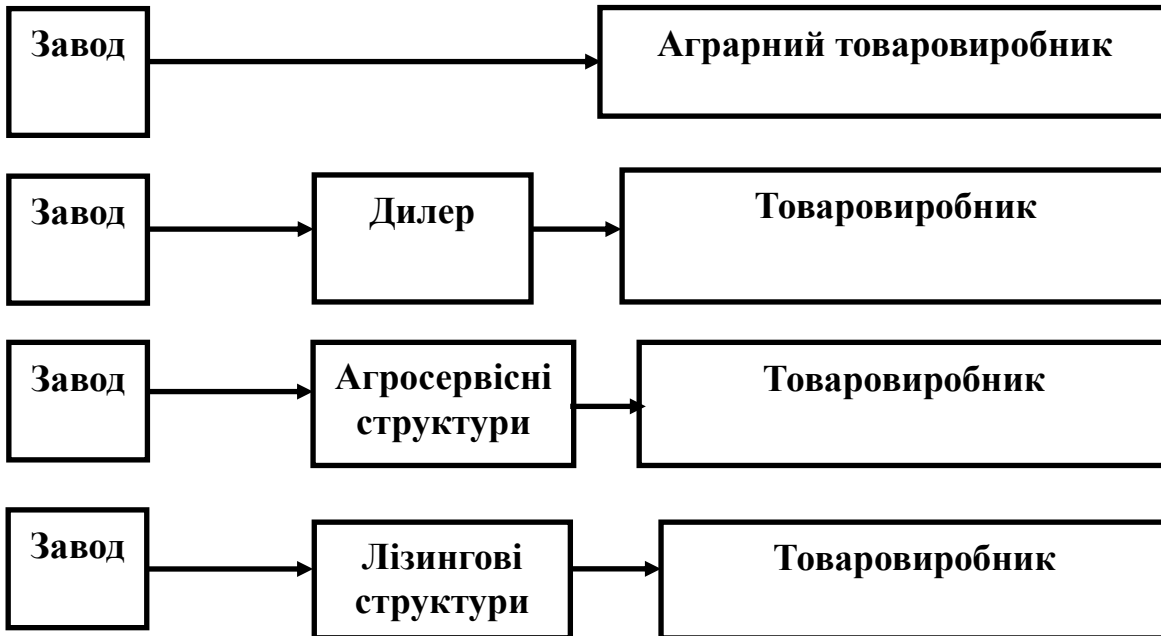 Завод
Аграрний товаровиробник
Завод
Дилер
Товаровиробник
Завод
Агросервісні
структури
Товаровиробник
Завод
Лізингові
структури
Товаровиробник